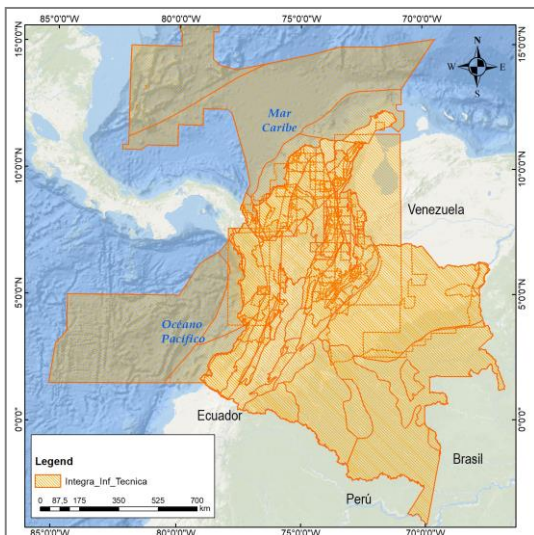 85°0'0"W
80°0'0"W
75°0'0"W
70°0'0"W
15°0'0"N
15°0'0"N
N
W
E
S
Mar
Caribe
10°0'0"N
10°0'0"N
Venezuela
5°0'0"N
5°0'0"N
Océano
Pacífico
0°0'0"
0°0'0"
Ecuador
Brasil
Perú
Legend
Integra_Inf_Tecnica
0 87,5 175 350 525 700
km
85°0'0"W
80°0'0"W
75°0'0"W
70°0'0"W